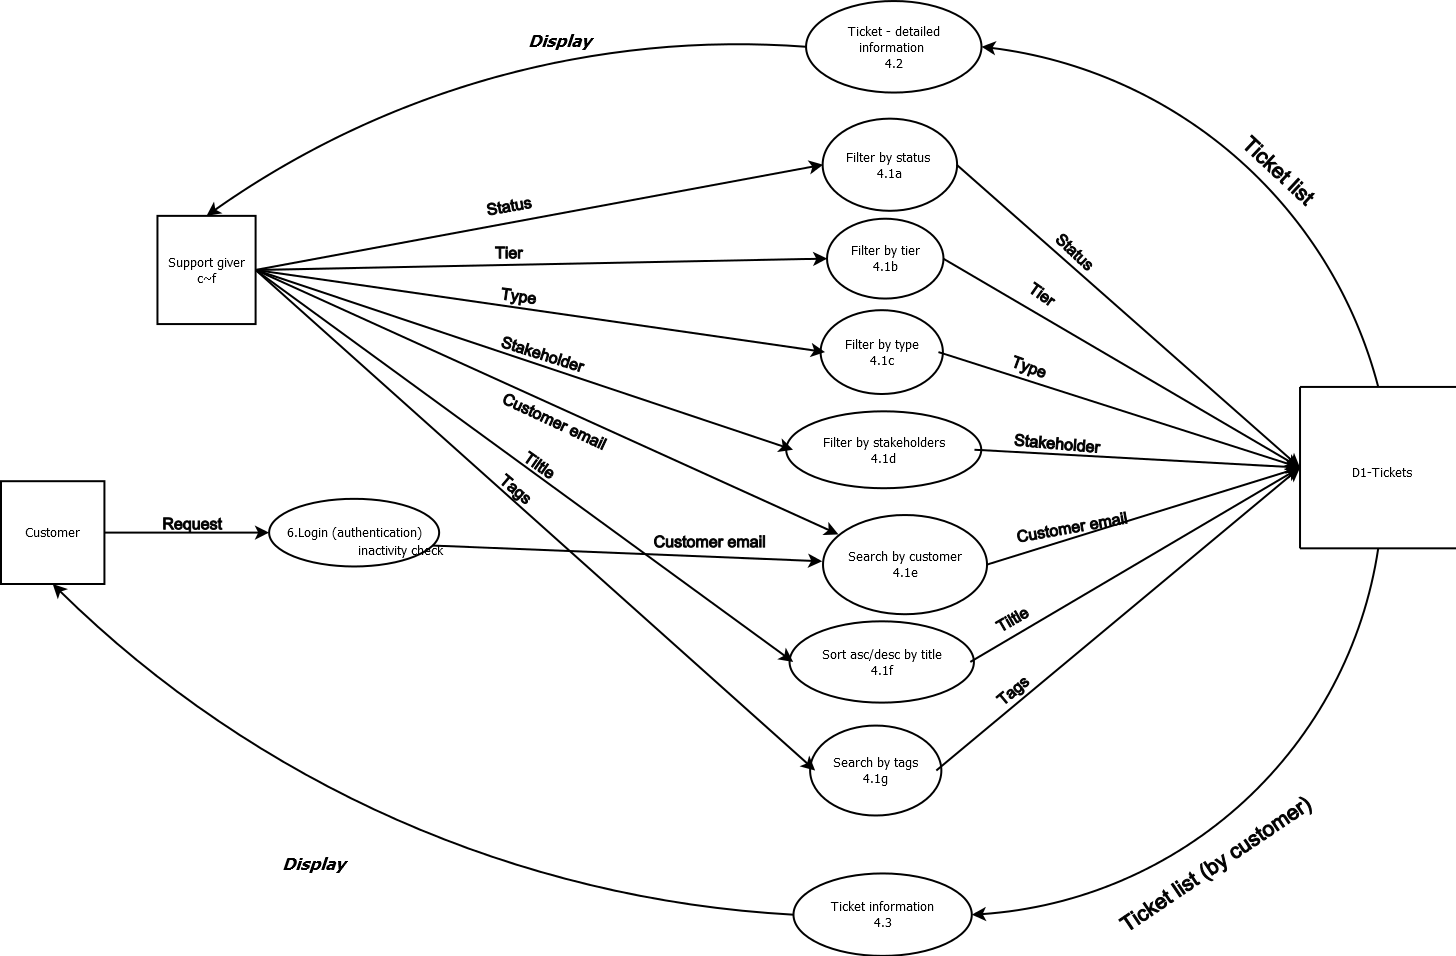 Display
Ticket - detailed
information
4.2
Ticket list
Filter by status
4.1a
Status
Status
Support giver
c~f
Tier
Filter by tier
4.1b
Tier
Type
Filter by type
4.1c
Type
Stakeholder
Filter by stakeholders
4.1d
Stakeholder
D1-Tickets
Customer email
Tiltle
Tags
Customer
Request
6.Login (authentication)
inactivity check
Customer email
Search by customer
4.1e
Customer email
Sort asc/desc by title
4.1f
Tiltle
Search by tags
4.1g
Tags
Display
Ticket information
4.3
Ticket list (by customer)